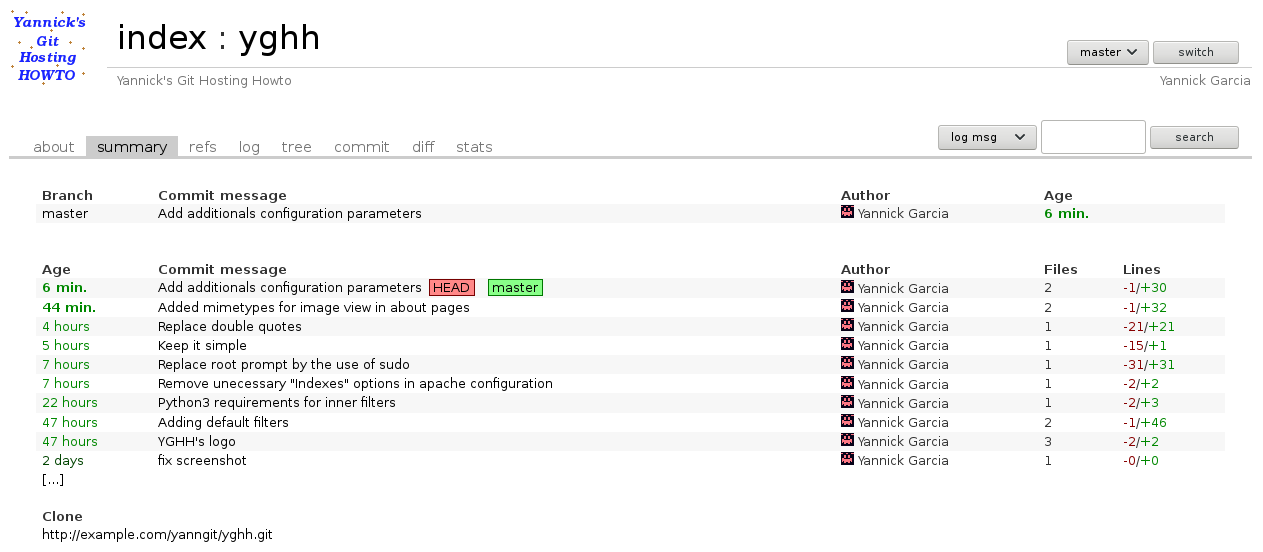 Yannick's
Git
Hosting
HOWTO
index : yghh
master
switch
Yannick's Git Hosting Howto
Yannick Garcia
about summary refs log tree commit diff stats
log msg
search
Branch Commit message Author Age
master Add additionals configuration parameters Yannick Garcia 6 min.
Age Commit message Author Files Lines
6 min. Add additionals configuration parameters HEAD master Yannick Garcia 2 -1/+30
44 min. Added mimetypes for image view in about pages Yannick Garcia 2 -1/+32
4 hours Replace double quotes Yannick Garcia 1 -21/+21
5 hours Keep it simple Yannick Garcia 1 -15/+1
7 hours Replace root prompt by the use of sudo Yannick Garcia 1 -31/+31
7 hours Remove unecessary "Indexes" options in apache configuration Yannick Garcia 1 -2/+2
22 hours Python3 requirements for inner filters Yannick Garcia 1 -2/+3
47 hours Adding default filters Yannick Garcia 2 -1/+46
47 hours YGHH's logo Yannick Garcia 3 -2/+2
2 days fix screenshot Yannick Garcia 1 -0/+0
[...]
Clone
http://example.com/yanngit/yghh.git